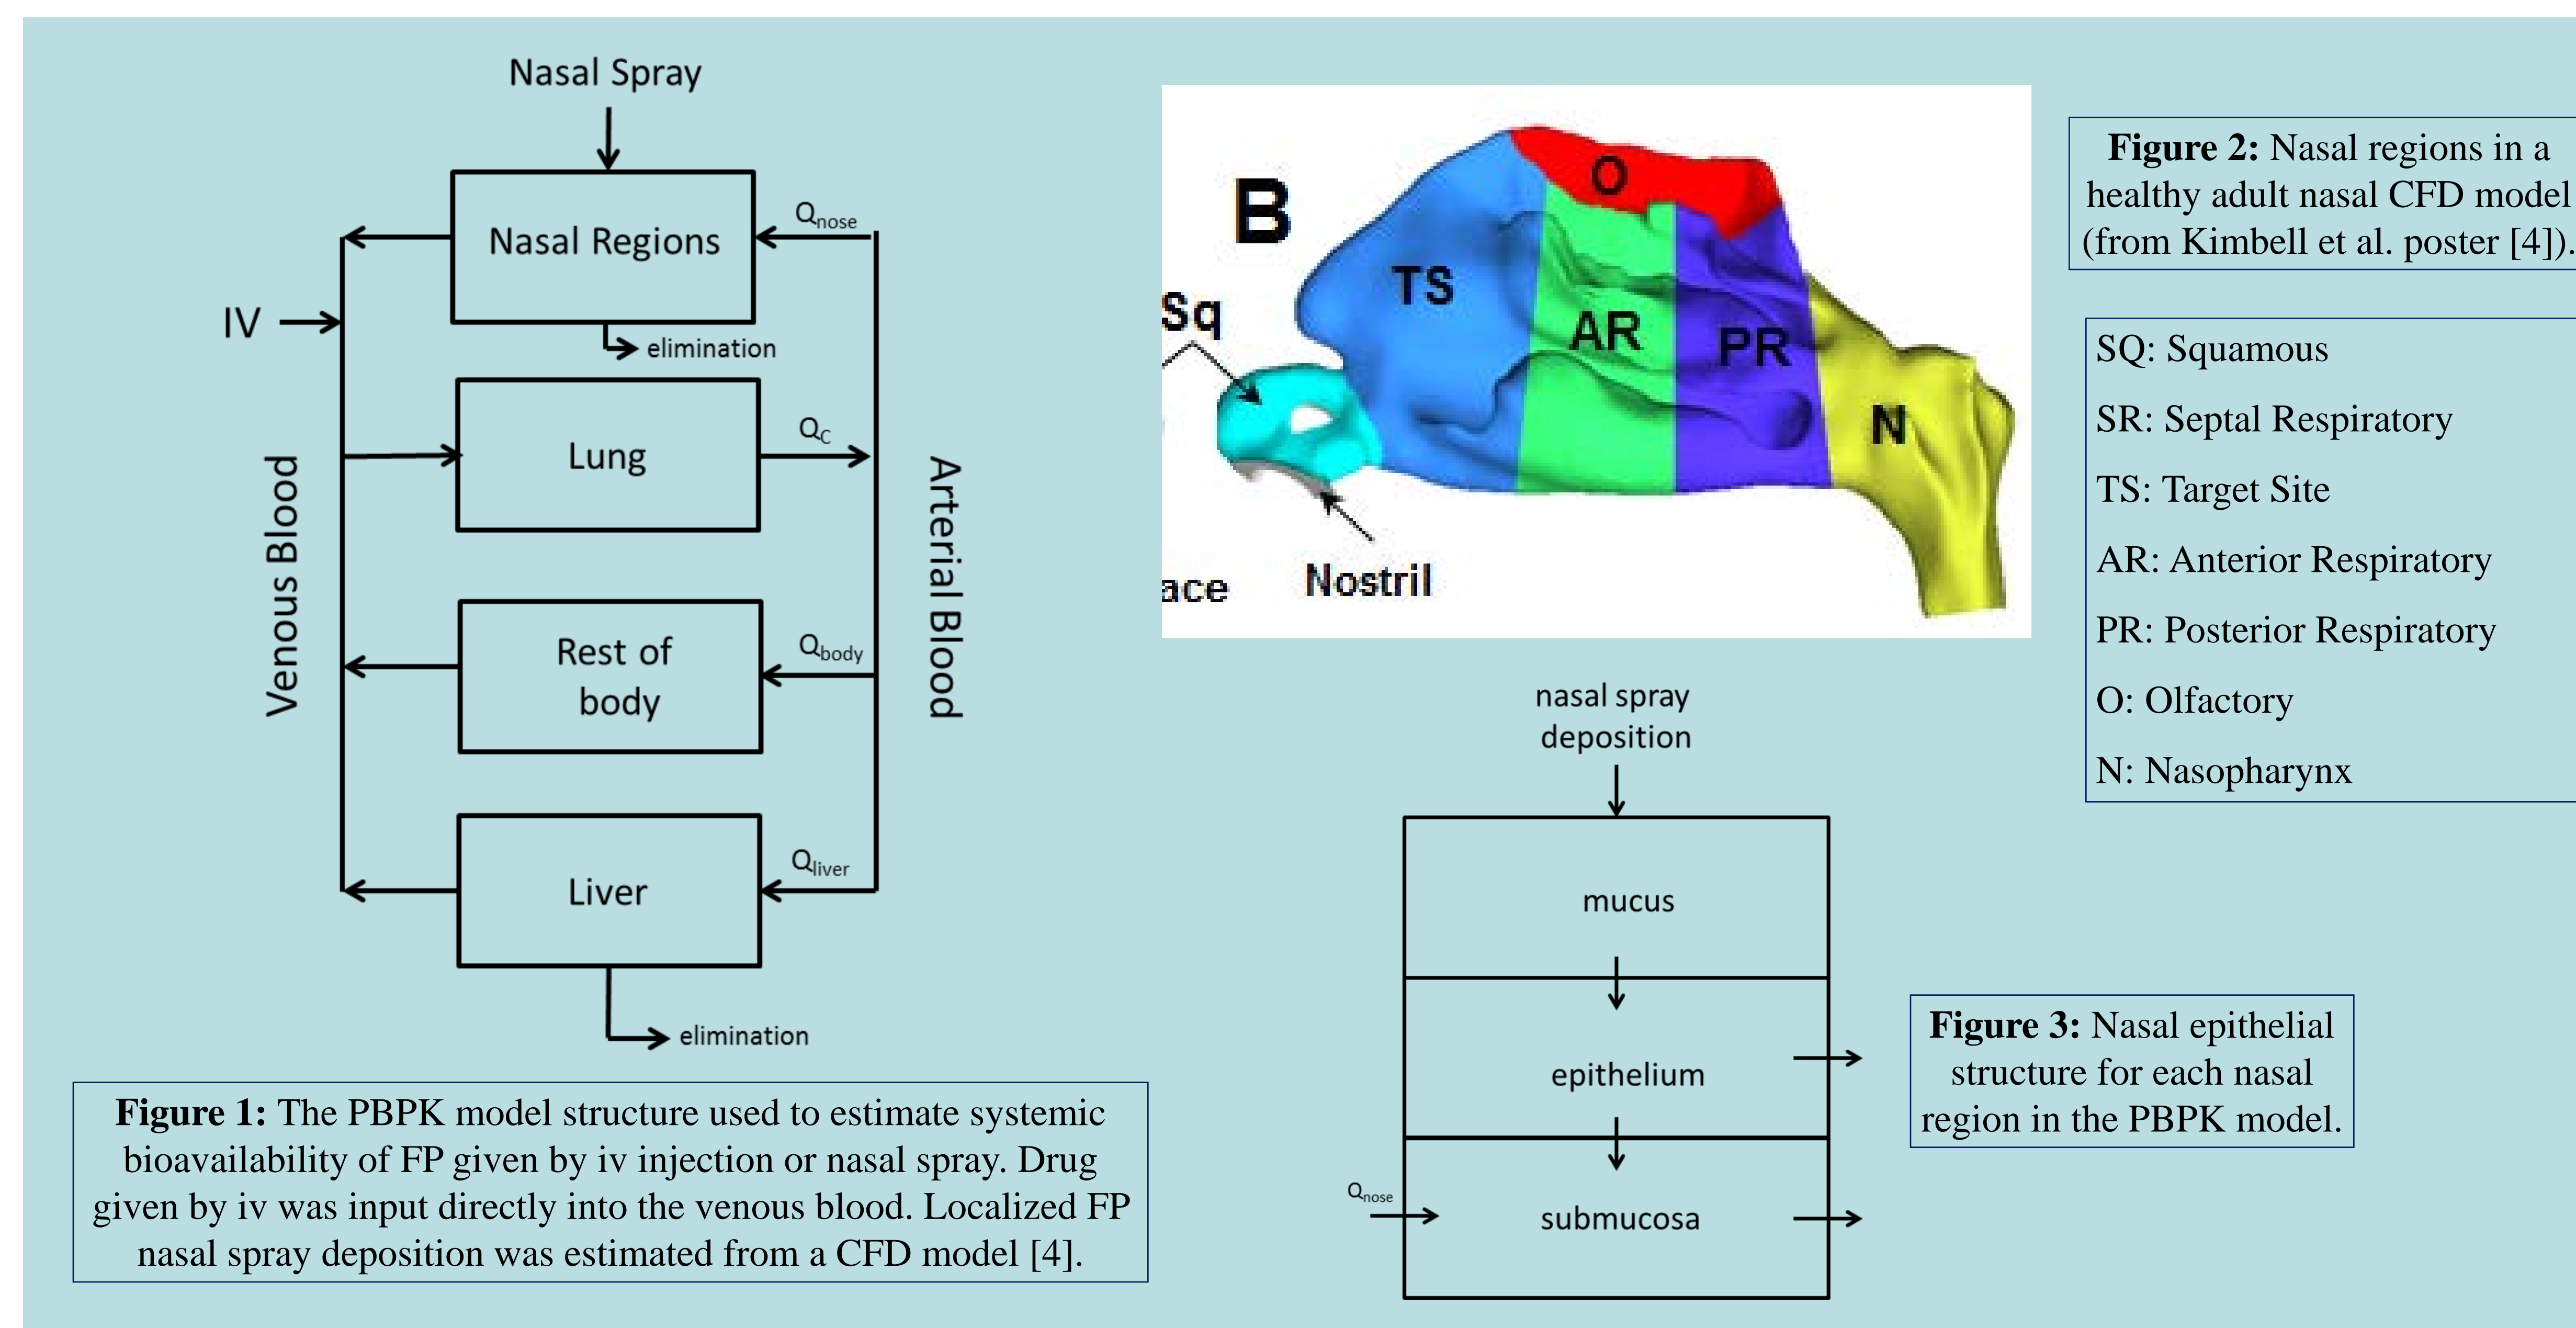 Nasal Spray
Nasal Regions
Qnose
IV
elimination
Lung
QC
Venous Blood
Arterial Blood
Rest of
body
Qbody
Liver
Qliver
elimination
Figure 1: The PBPK model structure used to estimate systemic
bioavailability of FP given by iv injection or nasal spray. Drug
given by iv was input directly into the venous blood. Localized FP
nasal spray deposition was estimated from a CFD model [4].
B
O
TS
Sq
AR
PR
N
Nostril
ace
Figure 2: Nasal regions in a
healthy adult nasal CFD model
(from Kimbell et al. poster [4]).
SQ: Squamous
SR: Septal Respiratory
TS: Target Site
AR: Anterior Respiratory
PR: Posterior Respiratory
O: Olfactory
N: Nasopharynx
nasal spray
deposition
mucus
epithelium
Qnose
submucosa
Figure 3: Nasal epithelial
structure for each nasal
region in the PBPK model.